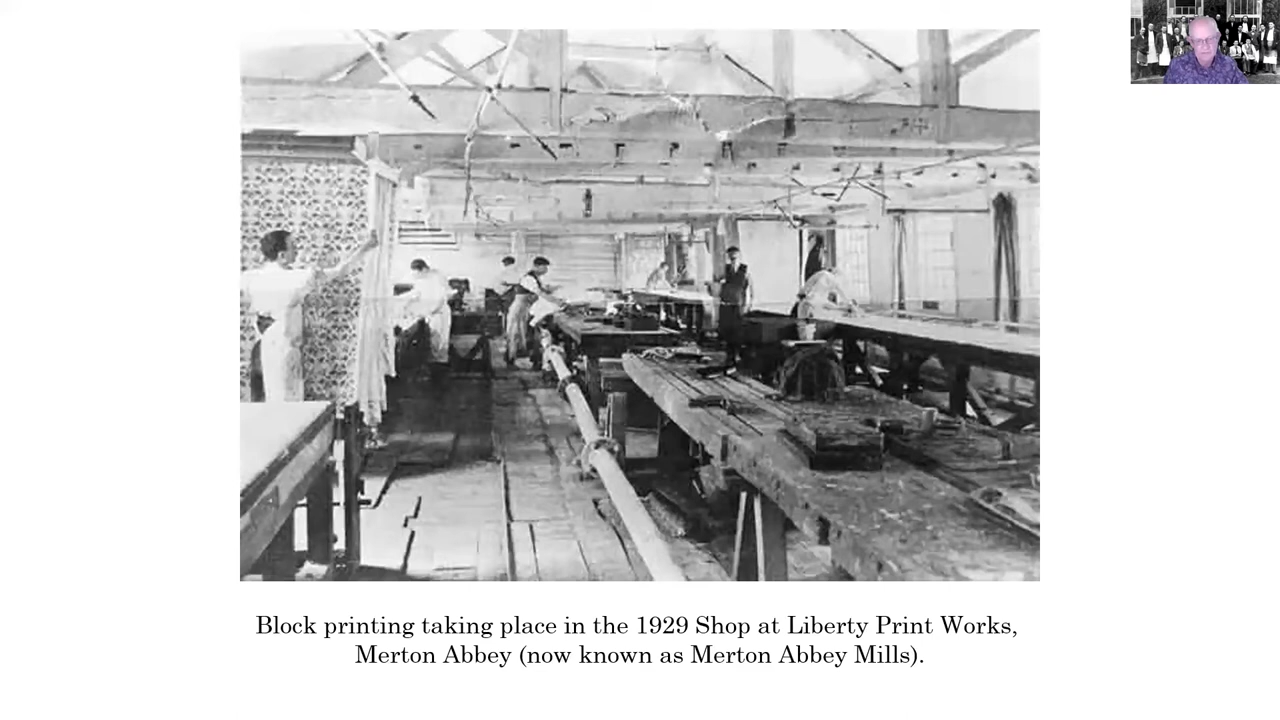 Block printing taking place in the 1929 Shop at Liberty Print Works,
Merton Abbey (now known as Merton Abbey Mills).